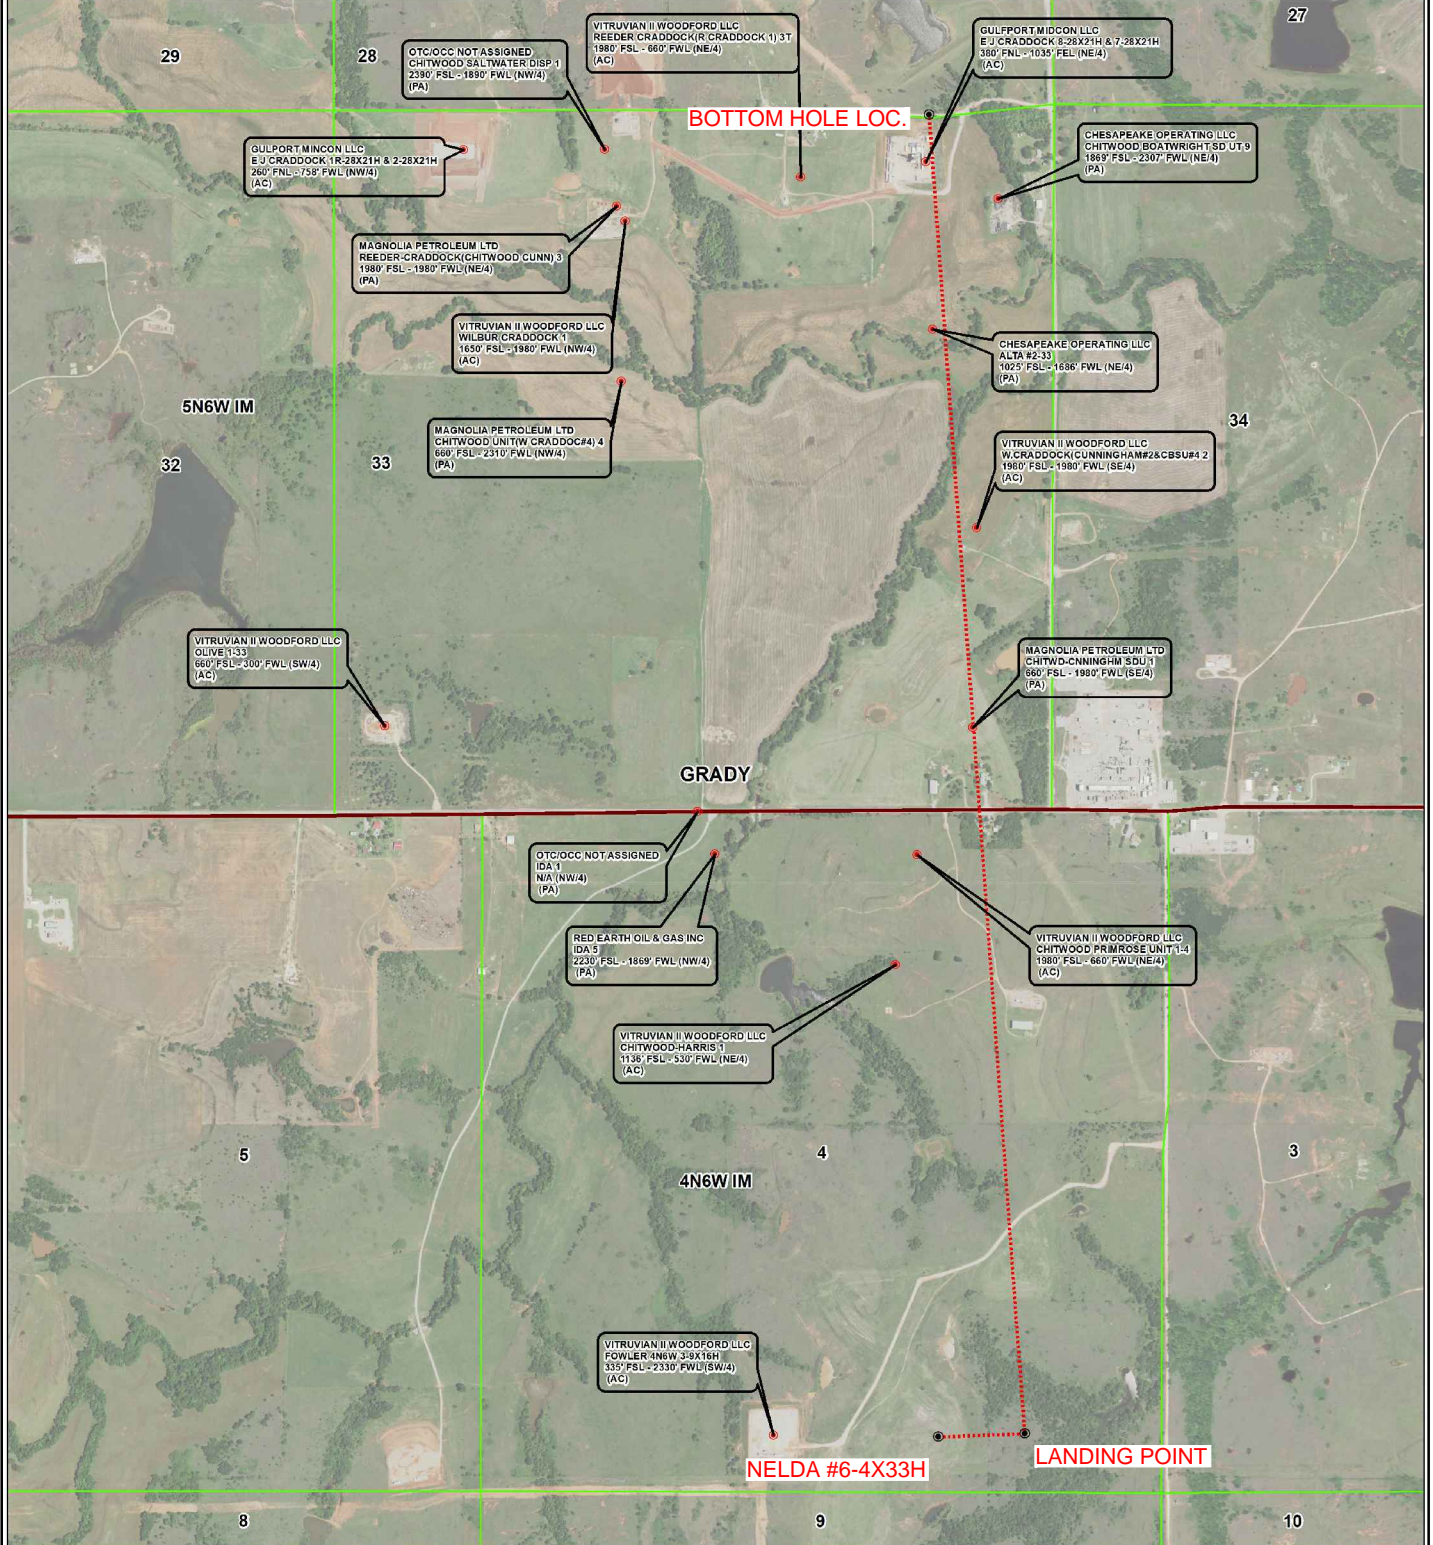 27
29
28
VITRUVIAN II WOODFORD LLC
REEDER CRADDOCK(R CRADDOCK 1) 3T
1980' FSL - 660' FWL (NE/4)
(AC)
GULFPORT MIDCON LLC
E J CRADDOCK 8-28X21H & 7-28X21H
380' FNL - 1035' FEL (NE/4)
(AC)
OTC/OCC NOT ASSIGNED
CHITWOOD SALTWATER DISP 1
2390' FSL - 1890' FWL (NW/4)
(PA)
BOTTOM HOLE LOC.
GULPORT MINCON LLC
E J CRADDOCK 1R-28X21H & 2-28X21H
260' FNL - 758' FWL (NW/4)
(AC)
CHESAPEAKE OPERATING LLC
CHITWOOD BOATWRIGHT SD UT 9
1869' FSL - 2307' FWL (NE/4)
(PA)
MAGNOLIA PETROLEUM LTD
REEDER-CRADDOCK(CHITWOOD CUNN) 3
1980' FSL - 1980' FWL (NE/4)
(PA)
VITRUVIAN II WOODFORD LLC
WILBUR CRADDOCK 1
1650' FSL - 1980' FWL (NW/4)
(AC)
CHESAPEAKE OPERATING LLC
ALTA #2-33
1025' FSL - 1686' FWL (NE/4)
(PA)
5N6W IM
MAGNOLIA PETROLEUM LTD
CHITWOOD UNIT(W CRADDOC#4) 4
660' FSL - 2310' FWL (NW/4)
(PA)
34
VITRUVIAN II WOODFORD LLC
W.CRADDOCK(CUNNINGHAM#2&CBSU#4 2
1980' FSL - 1980' FWL (SE/4)
(AC)
32
33
VITRUVIAN II WOODFORD LLC
OLIVE 1-33
660' FSL - 300' FWL (SW/4)
(AC)
MAGNOLIA PETROLEUM LTD
CHITWD-CNNINGHM SDU 1
660' FSL - 1980' FWL (SE/4)
(PA)
GRADY
OTC/OCC NOT ASSIGNED
IDA 1
N/A (NW/4)
(PA)
RED EARTH OIL & GAS INC
IDA 5
2230' FSL - 1869' FWL (NW/4)
(PA)
VITRUVIAN II WOODFORD LLC
CHITWOOD PRIMROSE UNIT 1-4
1980' FSL - 660' FWL (NE/4)
(AC)
VITRUVIAN II WOODFORD LLC
CHITWOOD-HARRIS 1
1136' FSL - 530' FWL (NE/4)
(AC)
5
4
3
4N6W IM
VITRUVIAN II WOODFORD LLC
FOWLER 4N6W 3-9X16H
335' FSL - 2330' FWL (SW/4)
(AC)
NELDA #6-4X33H
LANDING POINT
8
9
10